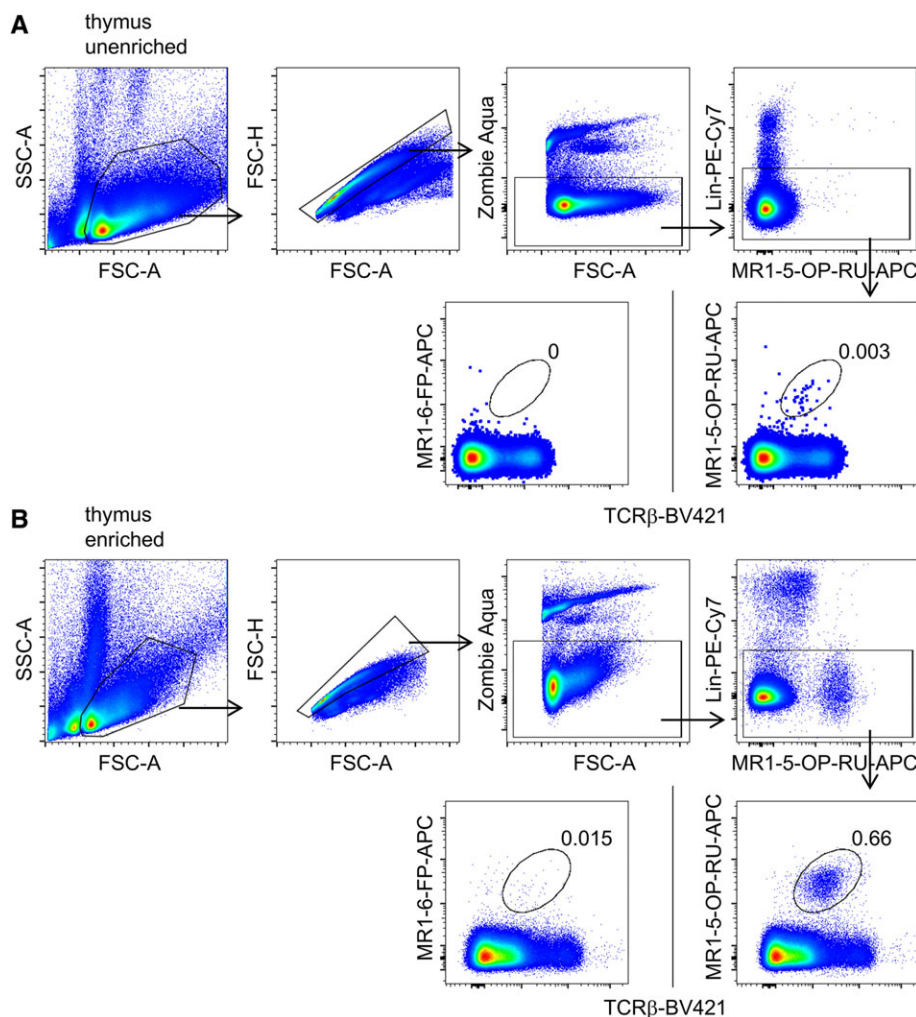 A
thymus
unenriched
SSC-A
FSC-A
FSC-H
FSC-A
Zombie Aqua
FSC-A
Lin-PE-Cy7
MR1-5-OP-RU-APC
MR1-6-FP-APC
0
MR1-5-OP-RU-APC
0.003
TCRβ-BV421
B
thymus
enriched
SSC-A
FSC-A
FSC-H
FSC-A
Zombie Aqua
FSC-A
Lin-PE-Cy7
MR1-5-OP-RU-APC
MR1-6-FP-APC
0.015
MR1-5-OP-RU-APC
0.66
TCRβ-BV421